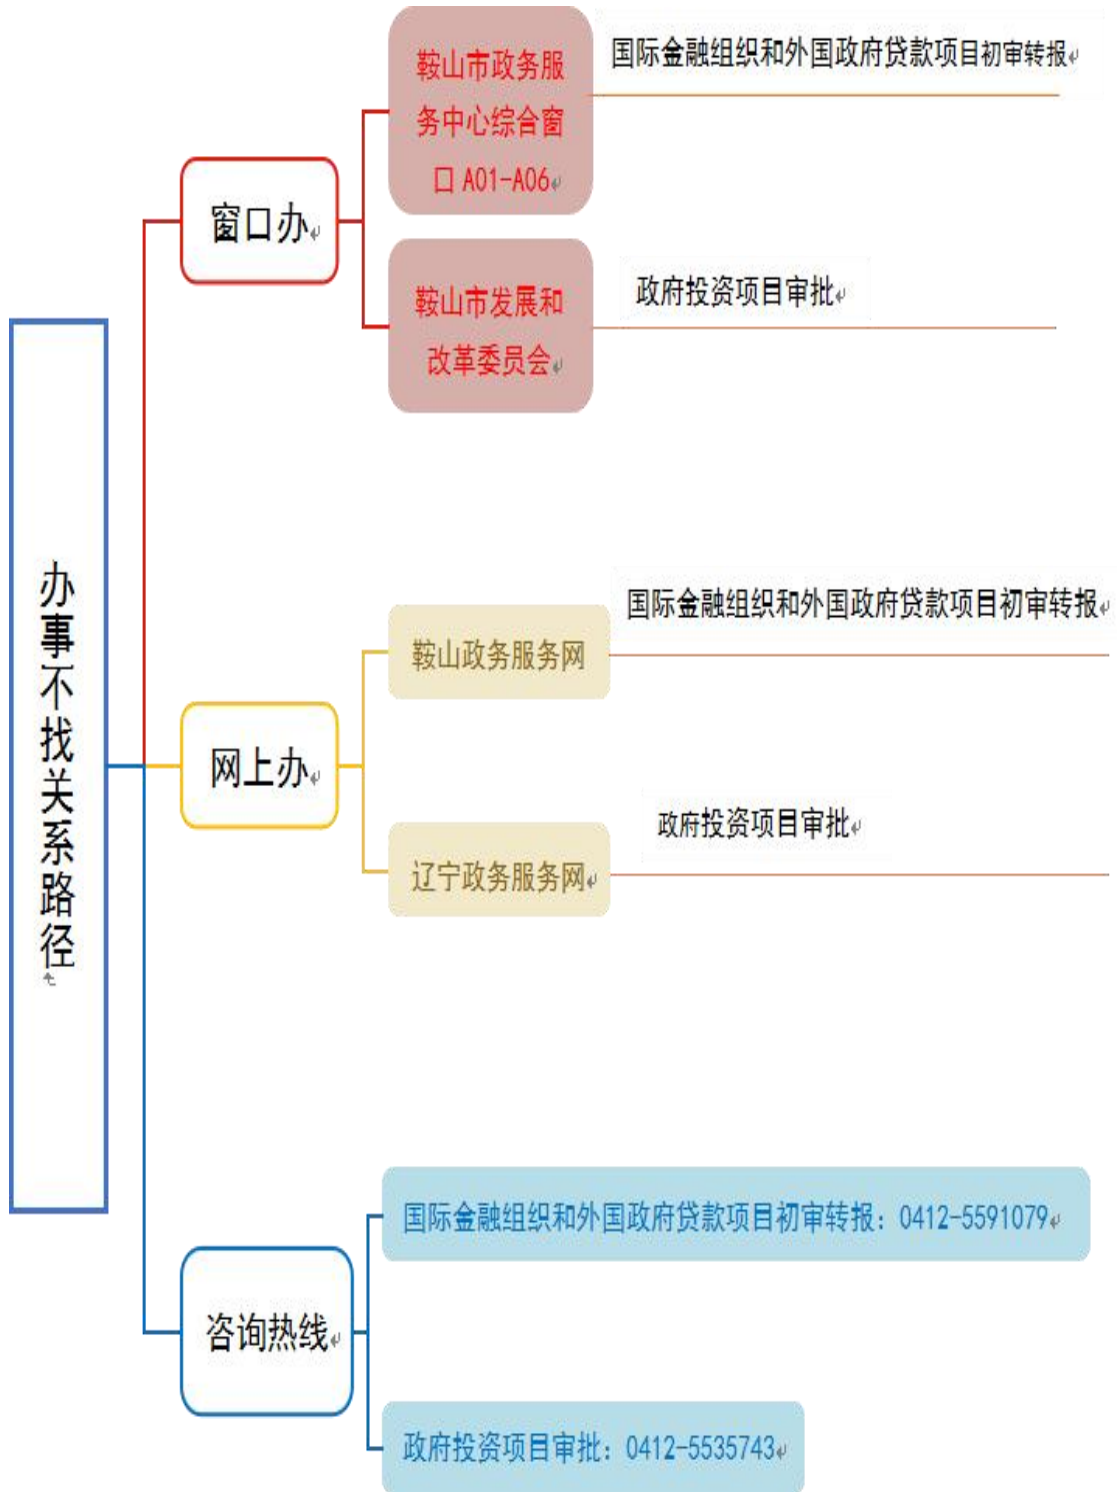 办事不找关系路径
窗口办
鞍山市政务服
务中心综合窗
口 A01-A06
国际金融组织和外国政府贷款项目初审转报
鞍山市发展和
改革委员会
政府投资项目审批
网上办
鞍山政务服务网
国际金融组织和外国政府贷款项目初审转报
辽宁政务服务网
政府投资项目审批
咨询热线
国际金融组织和外国政府贷款项目初审转报：0412-5591079
政府投资项目审批：0412-5535743